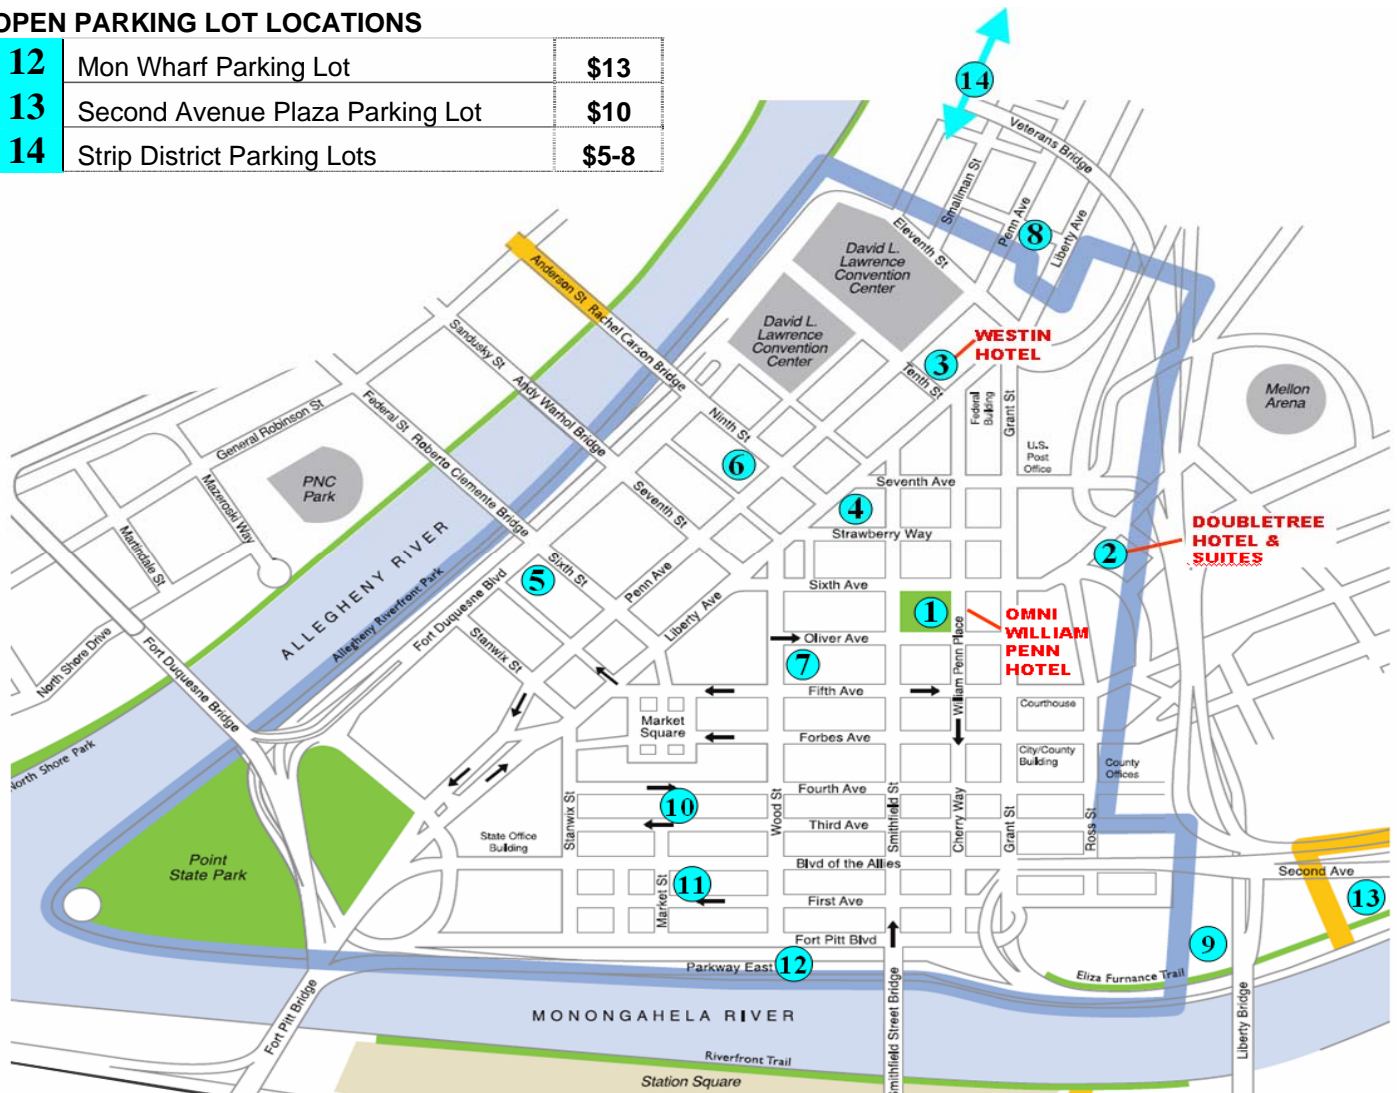 OPEN PARKING LOT LOCATIONS
12 Mon Wharf Parking Lot $13
13 Second Avenue Plaza Parking Lot $10
14 Strip District Parking Lots $5-8
14
Veterans Bridge
Smallman St
Penn Ave
8
Liberty Ave
Eleventh St
David L.
Lawrence
Convention
Center
David L.
Lawrence
Convention
Center
Anderson St
Rachel Carson Bridge
WESTIN
HOTEL
3
Tenth St
Federal
Building
Grant St
Mellon
Arena
Sandusky St
Andy Warhol Bridge
Federal St
Roberto Clemente Bridge
General Robinson St
Ninth St
6
U.S.
Post
Office
PNC
Park
Mazeroski Way
Martindale St
Seventh Ave
Seventh St
4
Strawberry Way
DOUBLETREE
HOTEL &
SUITES
2
ALLEGHENY RIVER
Allegheny Riverfront Park
Fort Duquesne Blvd
Sixth St
5
Penn Ave
Liberty Ave
Sixth Ave
1
OMNI
WILLIAM
PENN
HOTEL
William Penn Place
Oliver Ave
7
Stanwix St
North Shore Drive
Fort Duquesne Bridge
Fifth Ave
Courthouse
Market
Square
Forbes Ave
City/County
Building
County
Offices
North Shore Park
Fourth Ave
10
Stanwix St
Wood St
Smithfield St
Cherry Way
Grant St
Ross St
Third Ave
State Office
Building
Point
State Park
Blvd of the Allies
Second Ave
11
Market St
First Ave
13
Fort Pitt Blvd
9
Parkway East
12
Eliza Furnance Trail
Fort Pitt Bridge
MONONGAHELA RIVER
Smithfield Street Bridge
Liberty Bridge
Riverfront Trail
Station Square